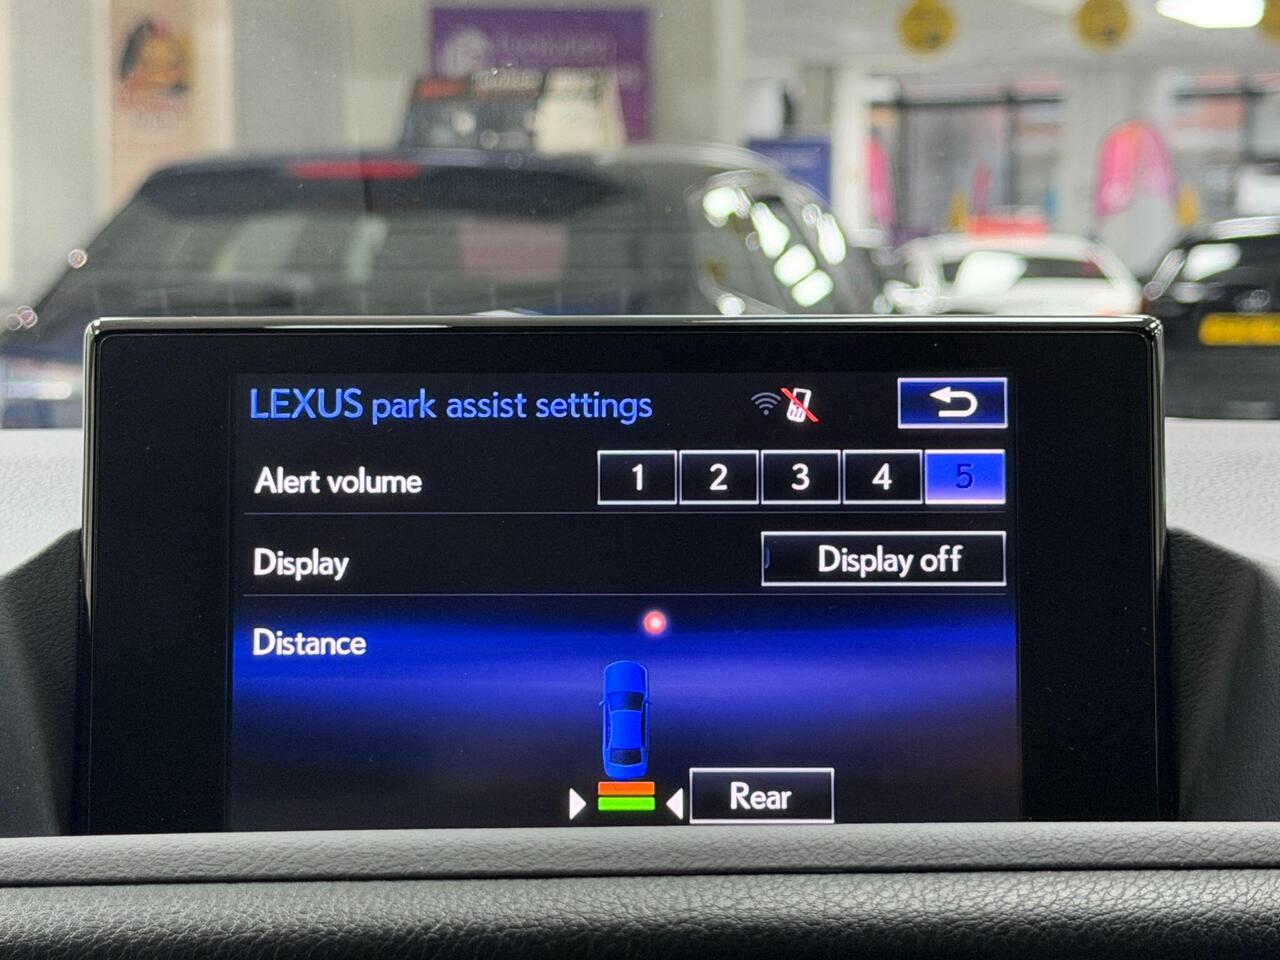 LEXUS park assist settings
Alert volume 1 2 3 4 5
Display Display off
Distance
Rear